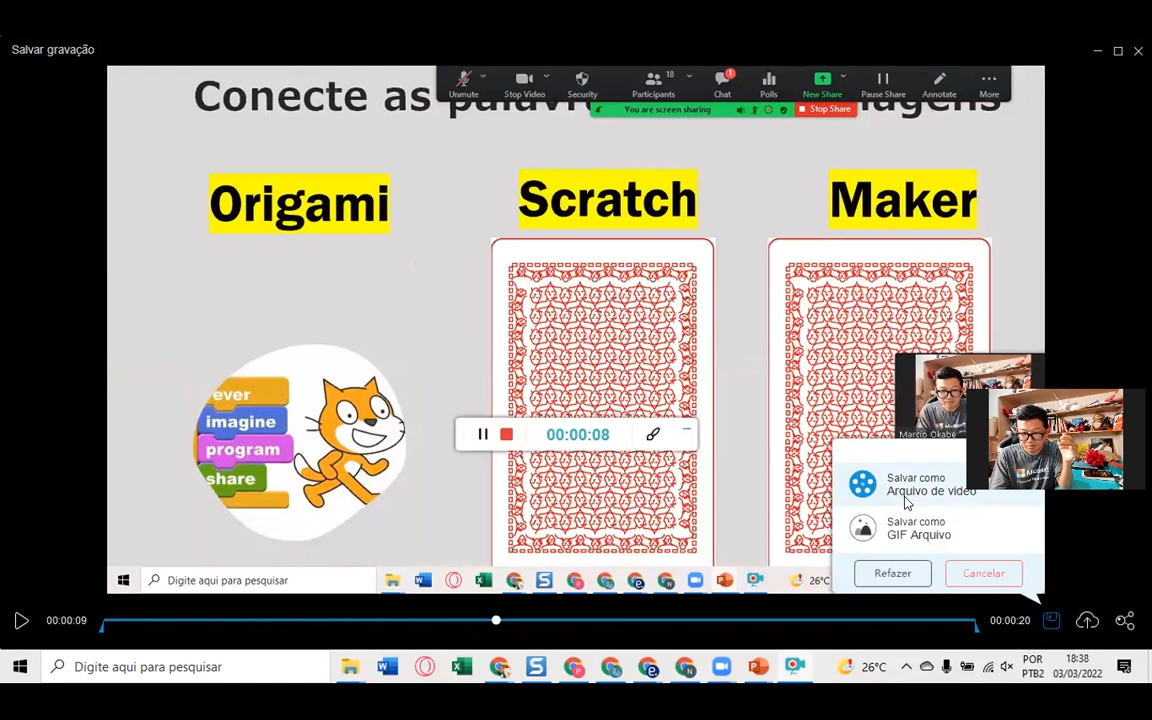 Salvar gravação
Conecte as
Unmute
Stop Video
Security
18
Participants
1
Chat
Polls
New Share
Pause Share
Annotate
More
You are screen sharing
Stop Share
Origami
Scratch
Maker
ever
imagine
program
share
00:00:08
Marcio Okabe
Salvar como
Arquivo de vídeo
Salvar como
GIF Arquivo
Refazer
Cancelar
Digite aqui para pesquisar
26°C
00:00:09
00:00:20
Digite aqui para pesquisar
26°C
POR
PTB2
18:38
03/03/2022